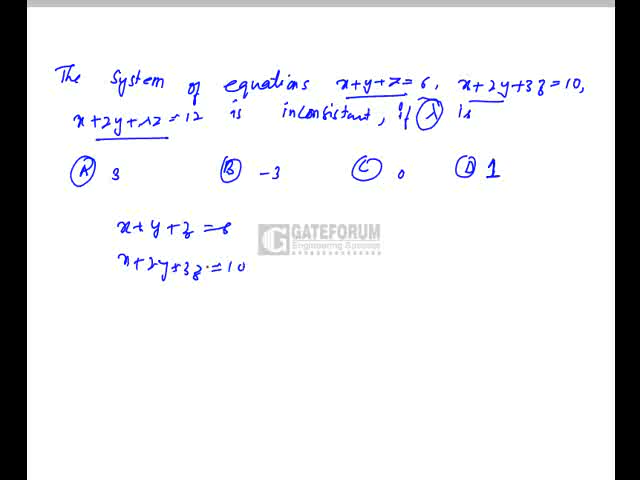 The system of equations x+y+z=6, x+2y+3z=10,
x+2y+λz=12 is inconsistant, if λ is
(A) 3 (B) -3 (C) 0 (D) 1
x+y+z=6
GATEFORUM
Engineering Success
x+2y+3z=10